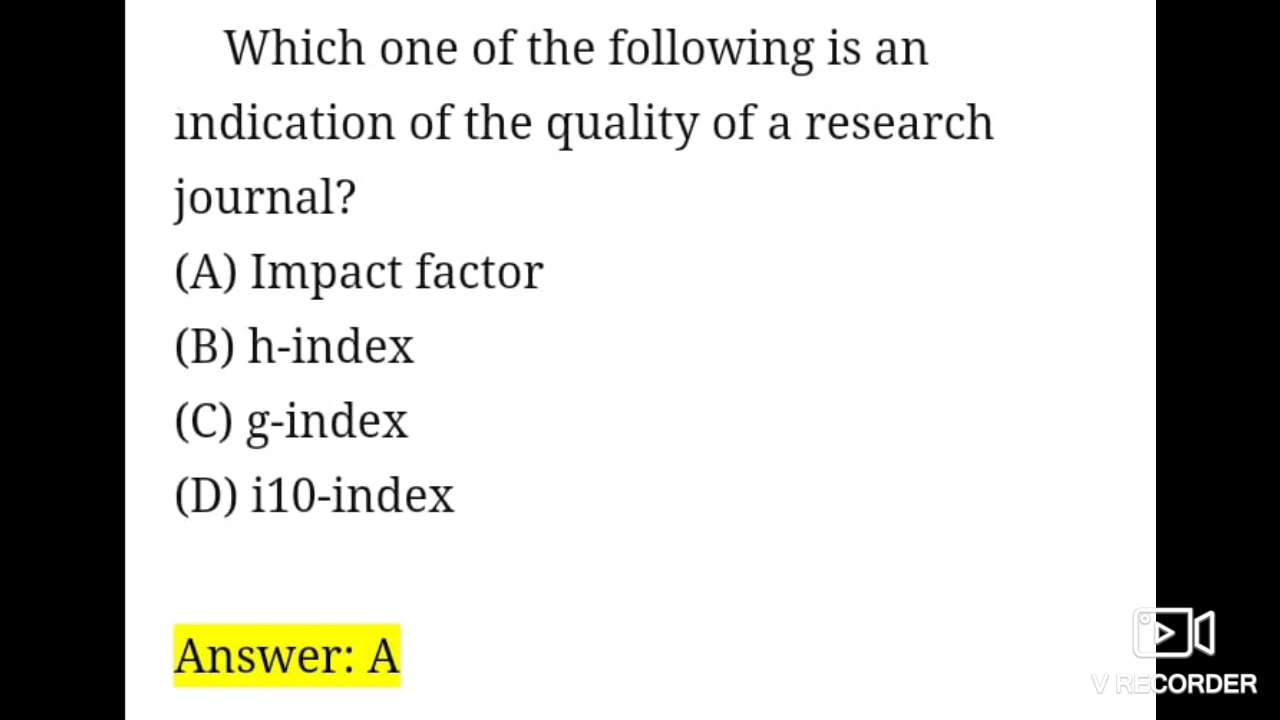 Which one of the following is an
indication of the quality of a research
journal?
(A) Impact factor
(B) h-index
(C) g-index
(D) i10-index
Answer: A
V RECORDER